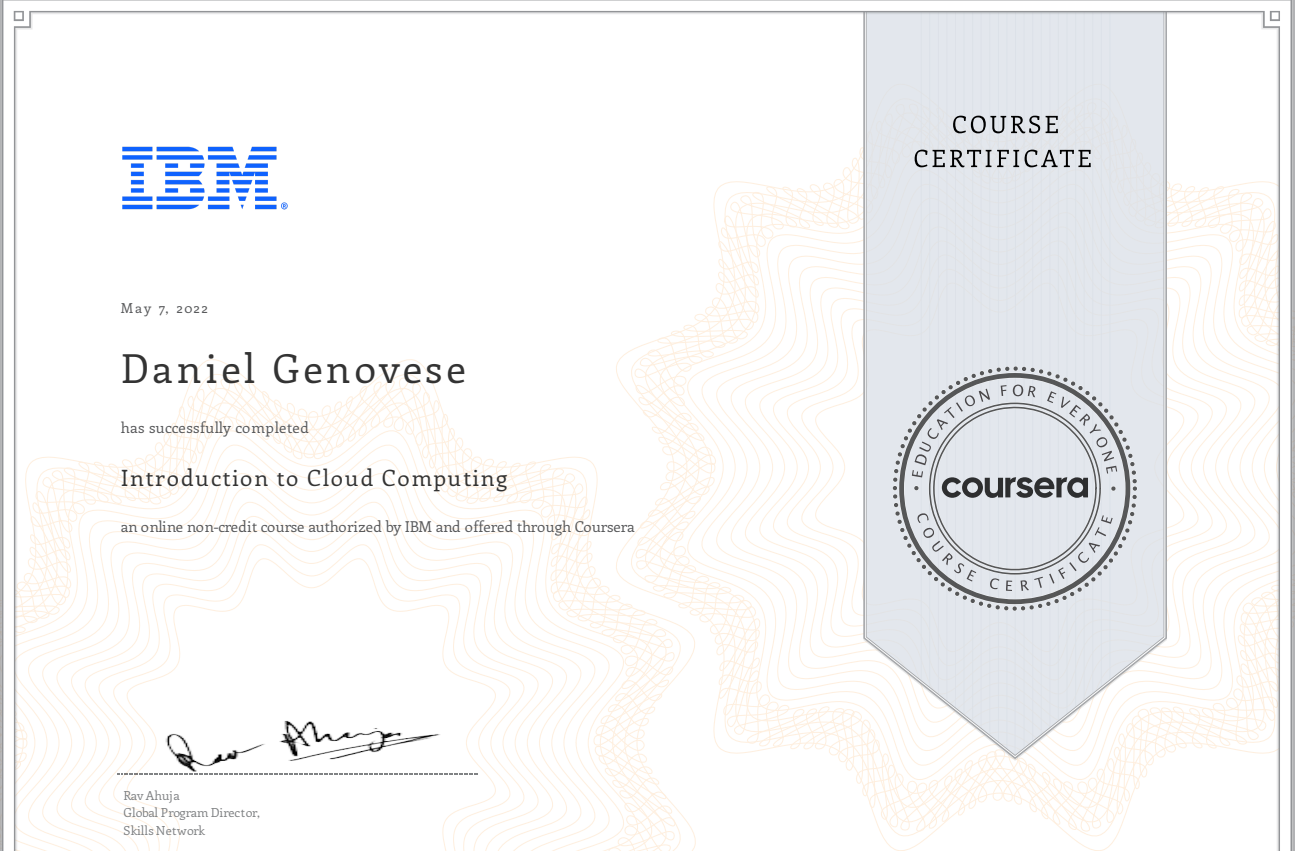 COURSE
CERTIFICATE
IBM®
May 7, 2022
Daniel Genovese
has successfully completed
Introduction to Cloud Computing
an online non-credit course authorized by IBM and offered through Coursera
• EDUCATION FOR EVERYONE •
coursera
COURSE CERTIFICATE
Rav Ahuja
Rav Ahuja
Global Program Director,
Skills Network